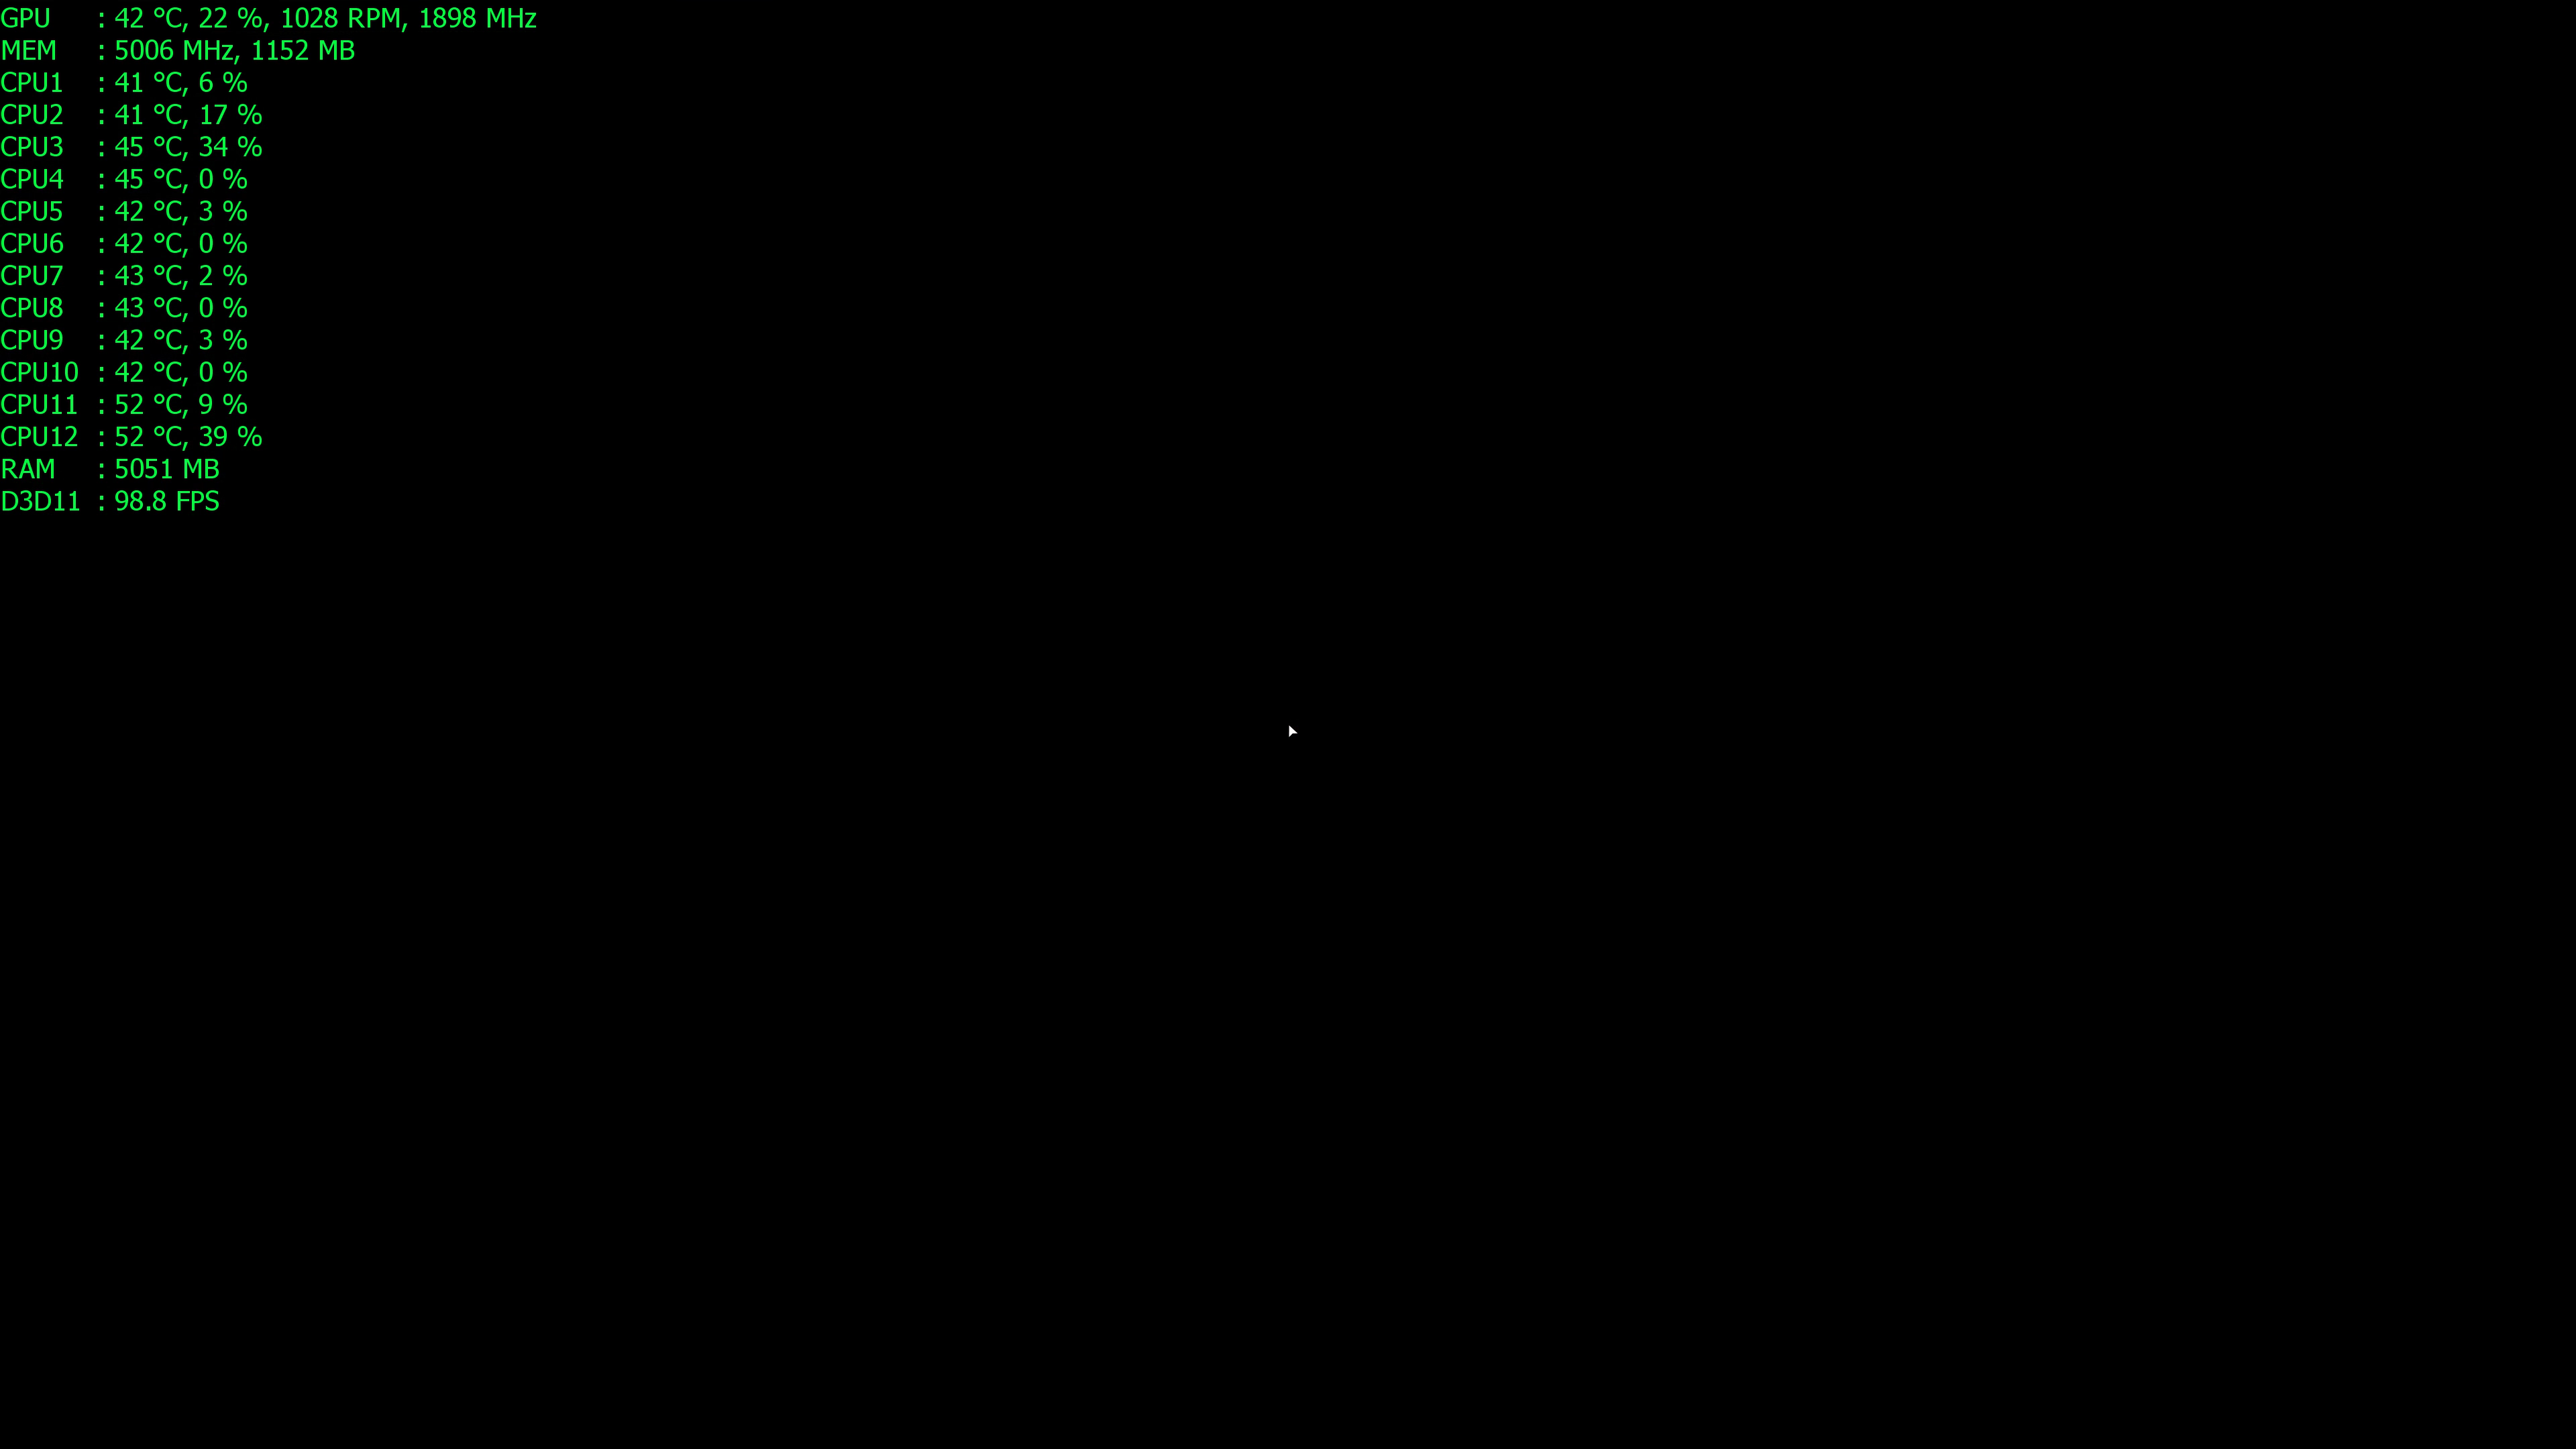 GPU : 42 °C, 22 %, 1028 RPM, 1898 MHz
MEM : 5006 MHz, 1152 MB
CPU1 : 41 °C, 6 %
CPU2 : 41 °C, 17 %
CPU3 : 45 °C, 34 %
CPU4 : 45 °C, 0 %
CPU5 : 42 °C, 3 %
CPU6 : 42 °C, 0 %
CPU7 : 43 °C, 2 %
CPU8 : 43 °C, 0 %
CPU9 : 42 °C, 3 %
CPU10 : 42 °C, 0 %
CPU11 : 52 °C, 9 %
CPU12 : 52 °C, 39 %
RAM : 5051 MB
D3D11 : 98.8 FPS